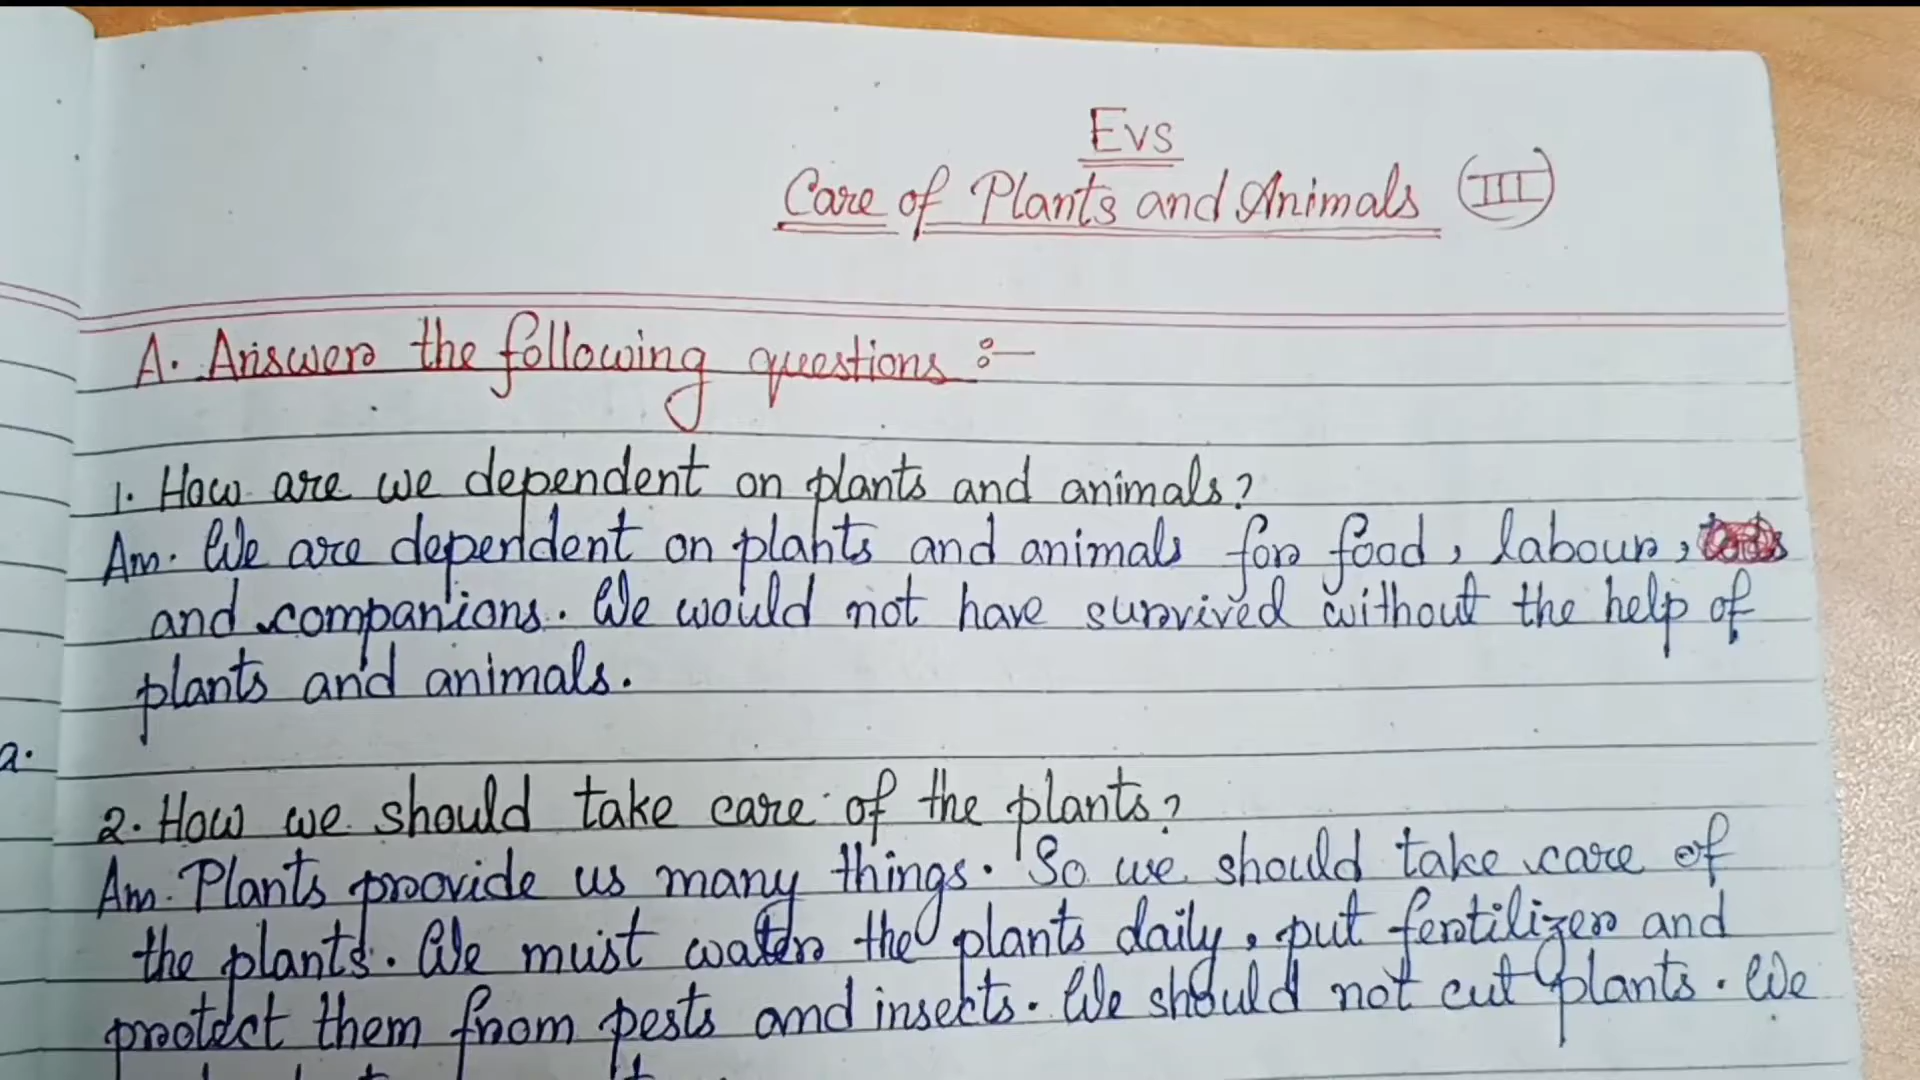 Evs
Care of Plants and Animals III
A. Answer the following questions :-
1. How are we dependent on plants and animals?
Ans. We are dependent on plants and animals for food, labour,
and companions. We would not have survived without the help of
plants and animals.
a.
2. How we should take care of the plants?
Ans. Plants provide us many things. So we should take care of
the plants. We must water the plants daily, put fertilizer and
protect them from pests and insects. We should not cut plants. We